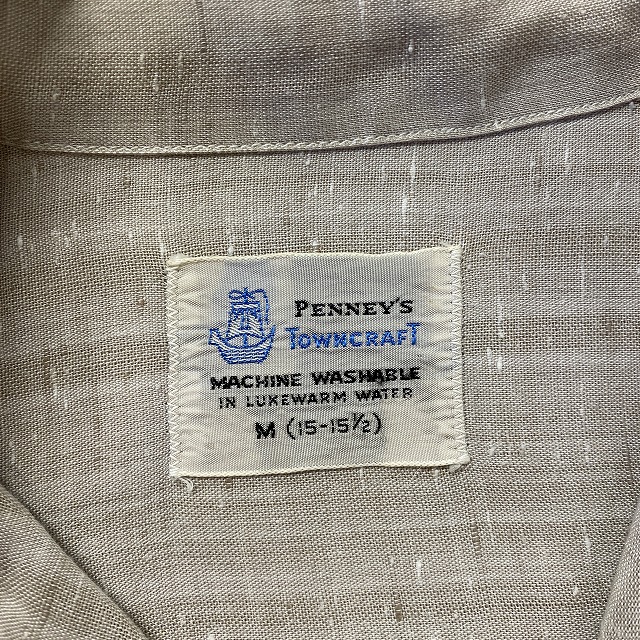 PENNEY'S
TOWNCRAFT
MACHINE WASHABLE
IN LUKEWARM WATER
M (15-15½)